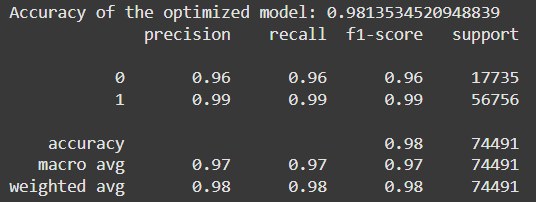 Accuracy of the optimized model: 0.9813534520948839
precision recall f1-score support
0 0.96 0.96 0.96 17735
1 0.99 0.99 0.99 56756
accuracy 0.98 74491
macro avg 0.97 0.97 0.97 74491
weighted avg 0.98 0.98 0.98 74491